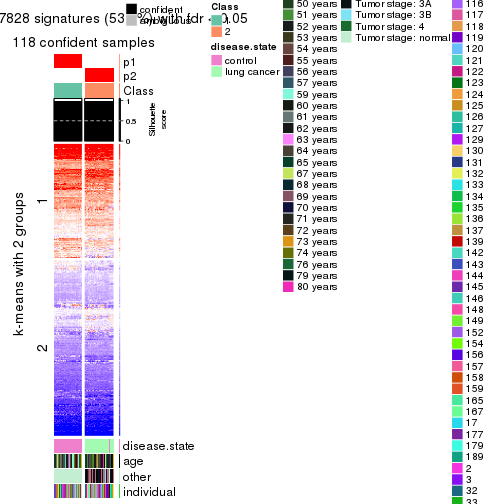 7828 signatures (53. %) with fdr < 0.05
118 confident samples
p1
p2
Class
1
0.5
0
Silhouette
score
k-means with 2 groups
1
2
disease.state
age
other
individual
confident
Class
1
2
disease.state
control
lung cancer
50 years
51 years
52 years
53 years
54 years
55 years
56 years
57 years
59 years
60 years
61 years
62 years
63 years
64 years
65 years
67 years
68 years
69 years
70 years
71 years
72 years
73 years
74 years
76 years
79 years
80 years
Tumor stage: 3A
Tumor stage: 3B
Tumor stage: 4
Tumor stage: normal
116
117
118
119
120
121
122
123
124
125
126
127
129
130
131
132
133
134
135
136
137
139
142
143
144
145
146
148
149
152
154
156
157
158
159
165
167
17
177
179
189
2
3
32
33